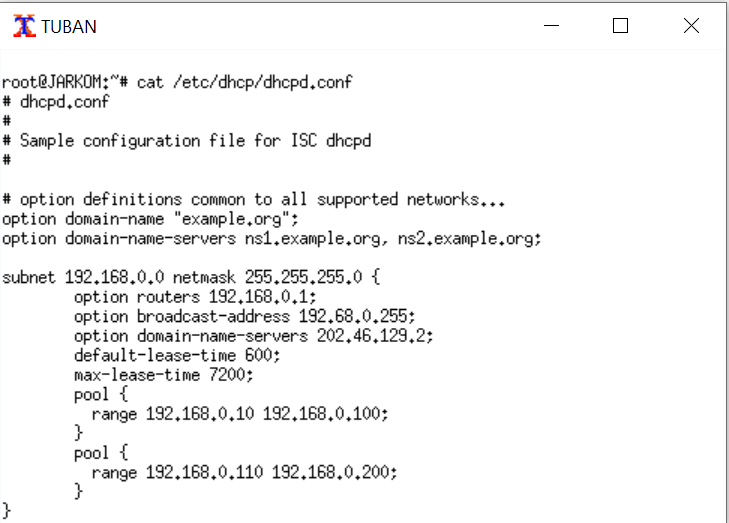 TUBAN
root@JARKOM:~# cat /etc/dhcp/dhcpd.conf
# dhcpd.conf
#
# Sample configuration file for ISC dhcpd
#
# option definitions common to all supported networks...
option domain-name "example.org";
option domain-name-servers ns1.example.org, ns2.example.org;
subnet 192.168.0.0 netmask 255.255.255.0 {
option routers 192.168.0.1;
option broadcast-address 192.68.0.255;
option domain-name-servers 202.46.129.2;
default-lease-time 600;
max-lease-time 7200;
pool {
range 192.168.0.10 192.168.0.100;
}
pool {
range 192.168.0.110 192.168.0.200;
}
}